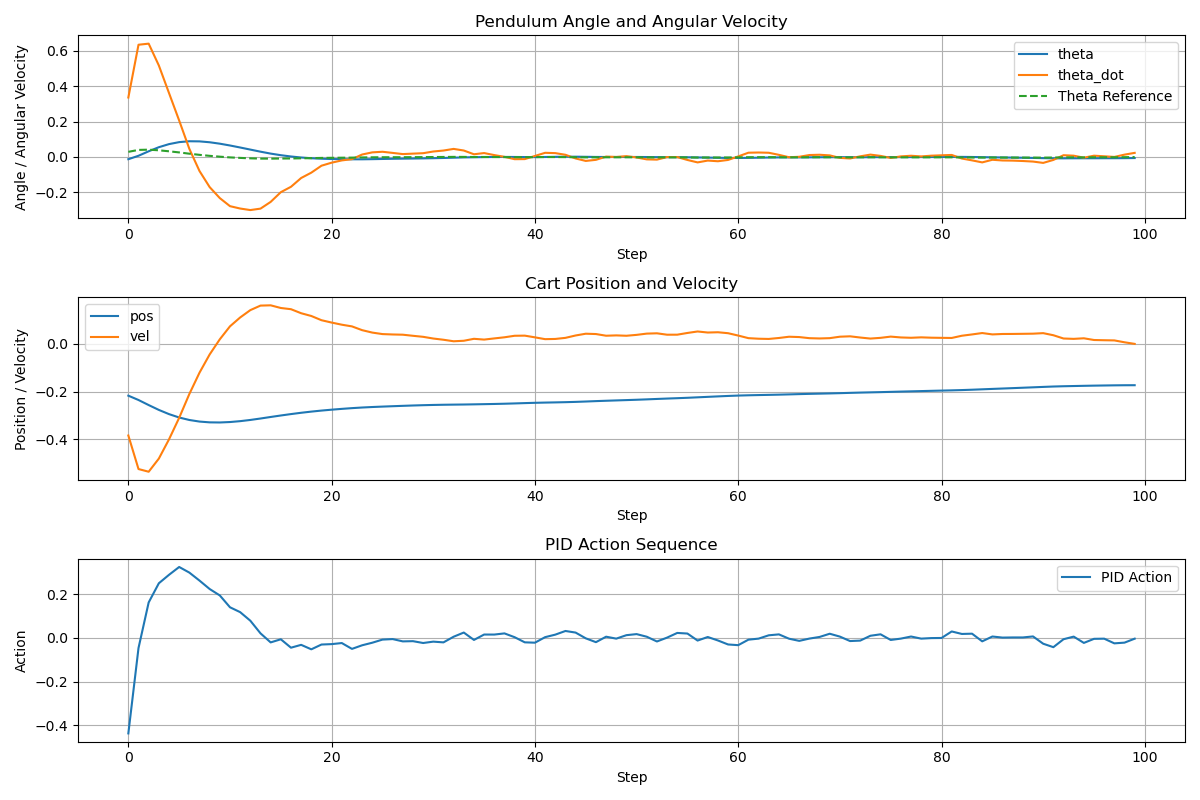 Pendulum Angle and Angular Velocity
Angle / Angular Velocity
0.6
0.4
0.2
0.0
−0.2
theta
theta_dot
Theta Reference
0 20 40 60 80 100
Step
Cart Position and Velocity
Position / Velocity
0.0
−0.2
−0.4
pos
vel
0 20 40 60 80 100
Step
PID Action Sequence
Action
0.2
0.0
−0.2
−0.4
PID Action
0 20 40 60 80 100
Step